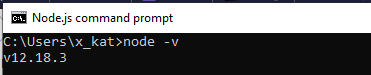 Node.js command prompt
C:\Users\x_kat>node -v
v12.18.3